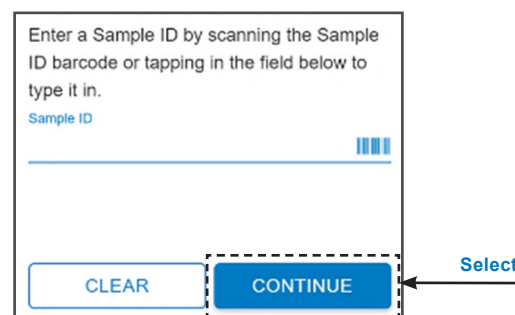 Enter a Sample ID by scanning the Sample
ID barcode or tapping in the field below to
type it in.
Sample ID
CLEAR
CONTINUE
Select